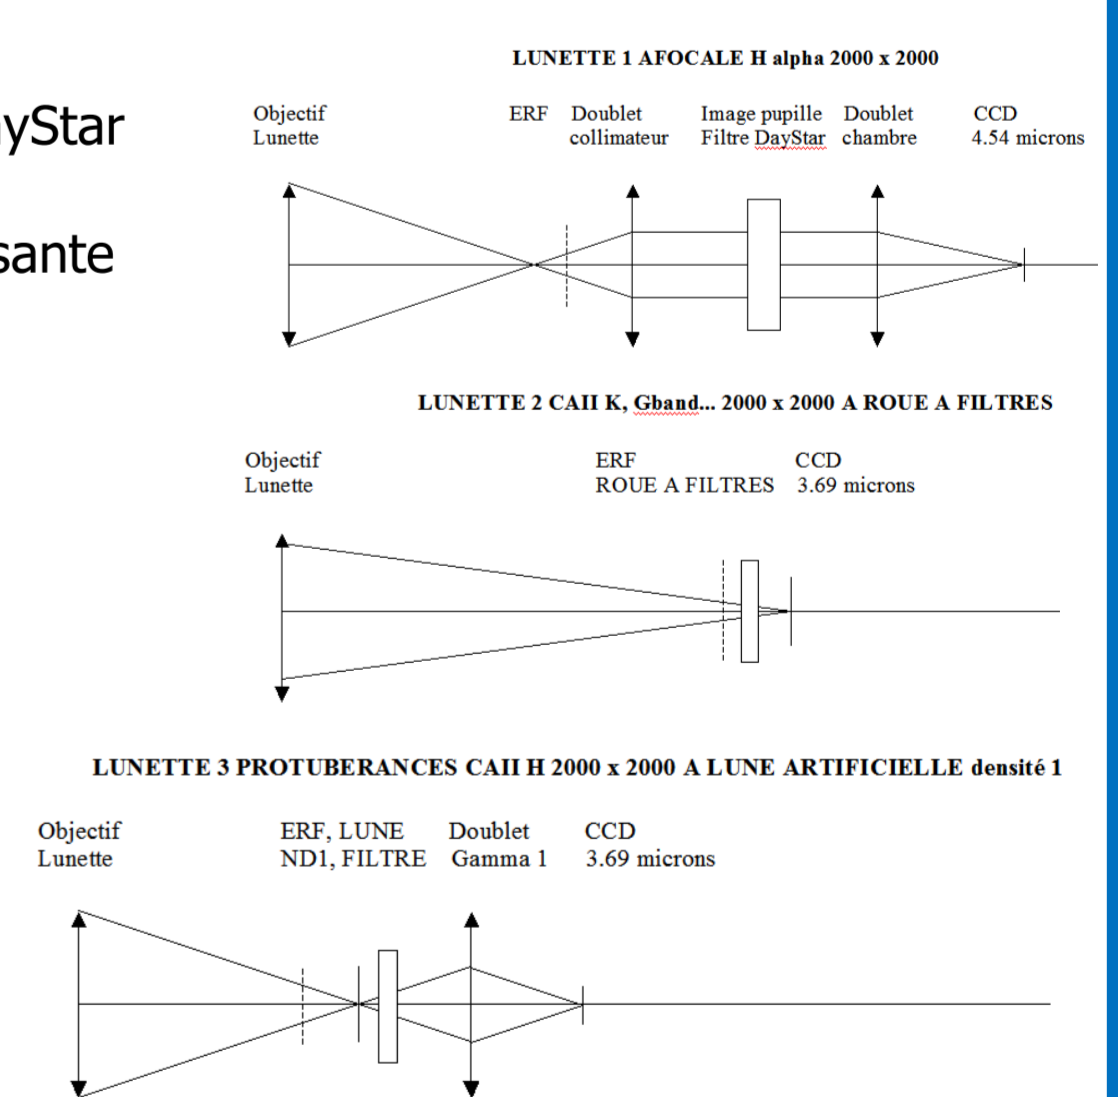 LUNETTE 1 AFOCALE H alpha 2000 x 2000
Objectif ERF Doublet Image pupille Doublet CCD
Lunette collimateur Filtre DayStar chambre 4.54 microns
yStar
sante
LUNETTE 2 CAII K, Gband... 2000 x 2000 A ROUE A FILTRES
Objectif ERF CCD
Lunette ROUE A FILTRES 3.69 microns
LUNETTE 3 PROTUBERANCES CAII H 2000 x 2000 A LUNE ARTIFICIELLE densité 1
Objectif ERF, LUNE Doublet CCD
Lunette ND1, FILTRE Gamma 1 3.69 microns